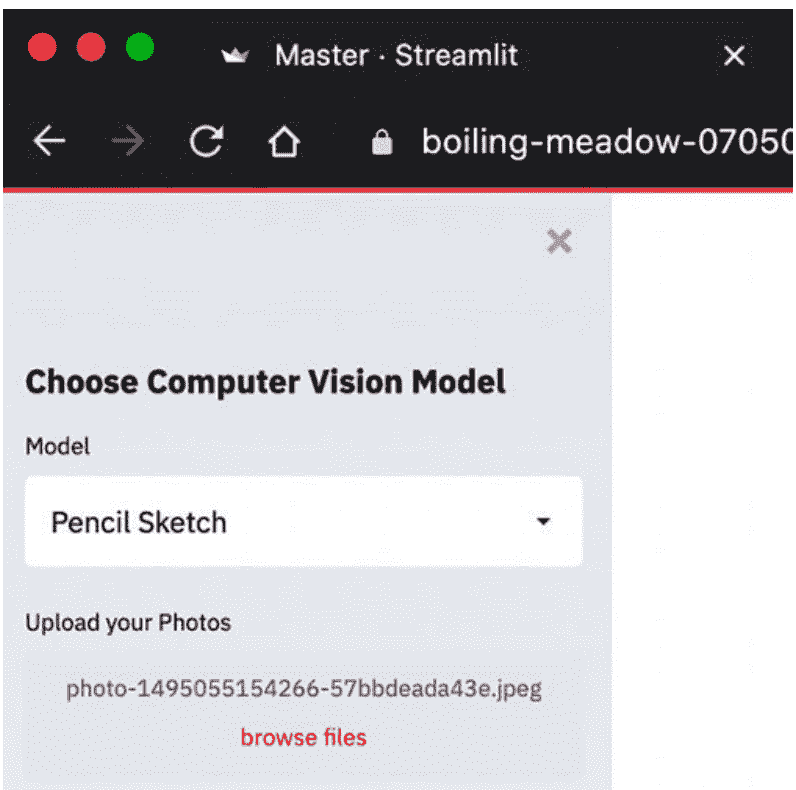 Master · Streamlit
boiling-meadow-07050
Choose Computer Vision Model
Model
Pencil Sketch
Upload your Photos
photo-1495055154266-57bbdeada43e.jpeg
browse files